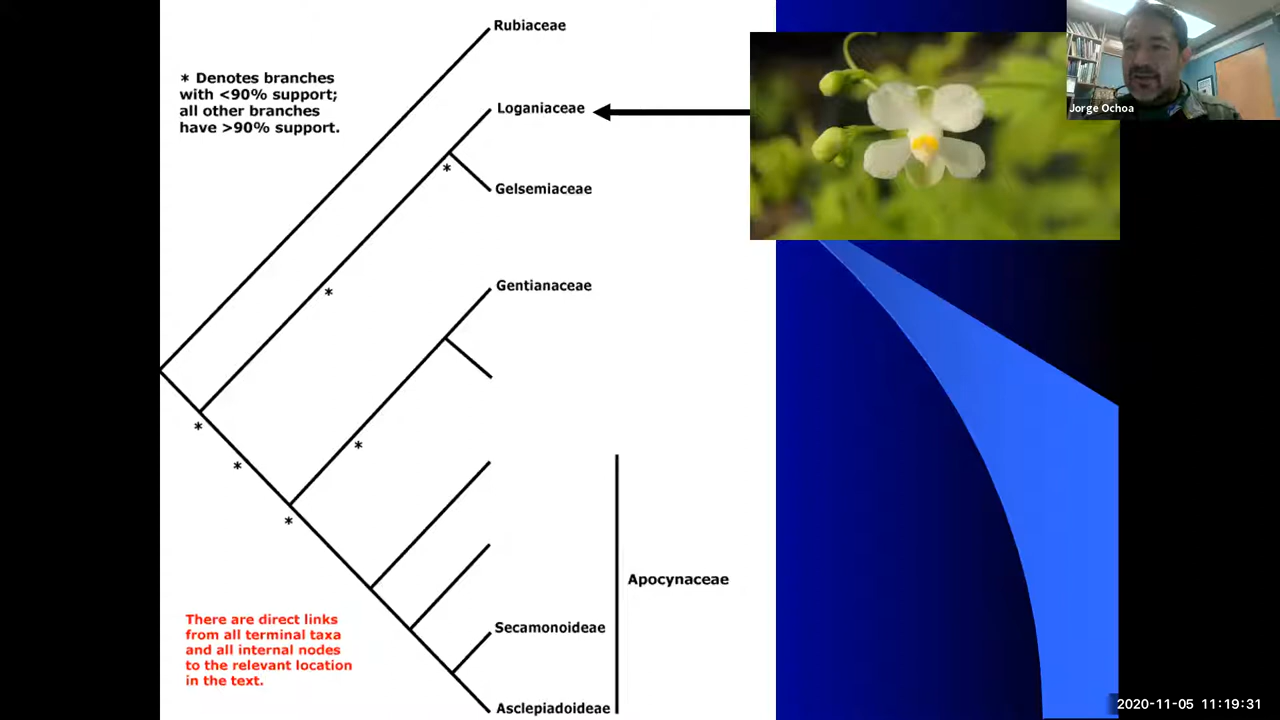 Rubiaceae
* Denotes branches
with <90% support;
all other branches
have >90% support.
Loganiaceae
*
Gelsemiaceae
*
Gentianaceae
*
*
*
*
Apocynaceae
There are direct links
from all terminal taxa
and all internal nodes
to the relevant location
in the text.
Secamonoideae
Asclepiadoideae
Jorge Ochoa
2020-11-05 11:19:31